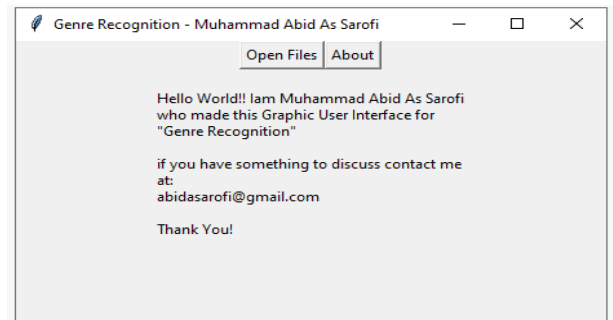 Genre Recognition - Muhammad Abid As Sarofi
Open Files About
Hello World!! Iam Muhammad Abid As Sarofi
who made this Graphic User Interface for
"Genre Recognition"
if you have something to discuss contact me
at:
abidasarofi@gmail.com
Thank You!